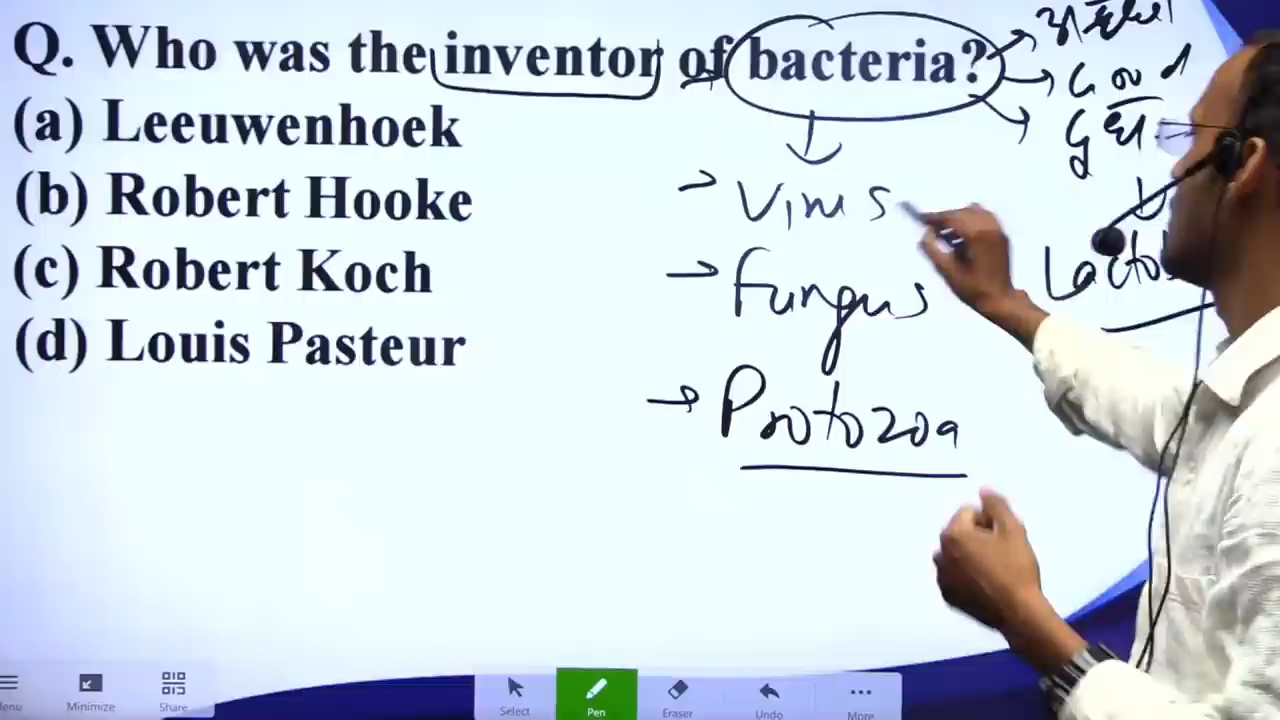 Q. Who was the inventor of bacteria?
(a) Leeuwenhoek
(b) Robert Hooke
(c) Robert Koch
(d) Louis Pasteur
Virus
Fungus
Protozoa
Menu
Minimize
Share
Select
Pen
Eraser
Undo
More